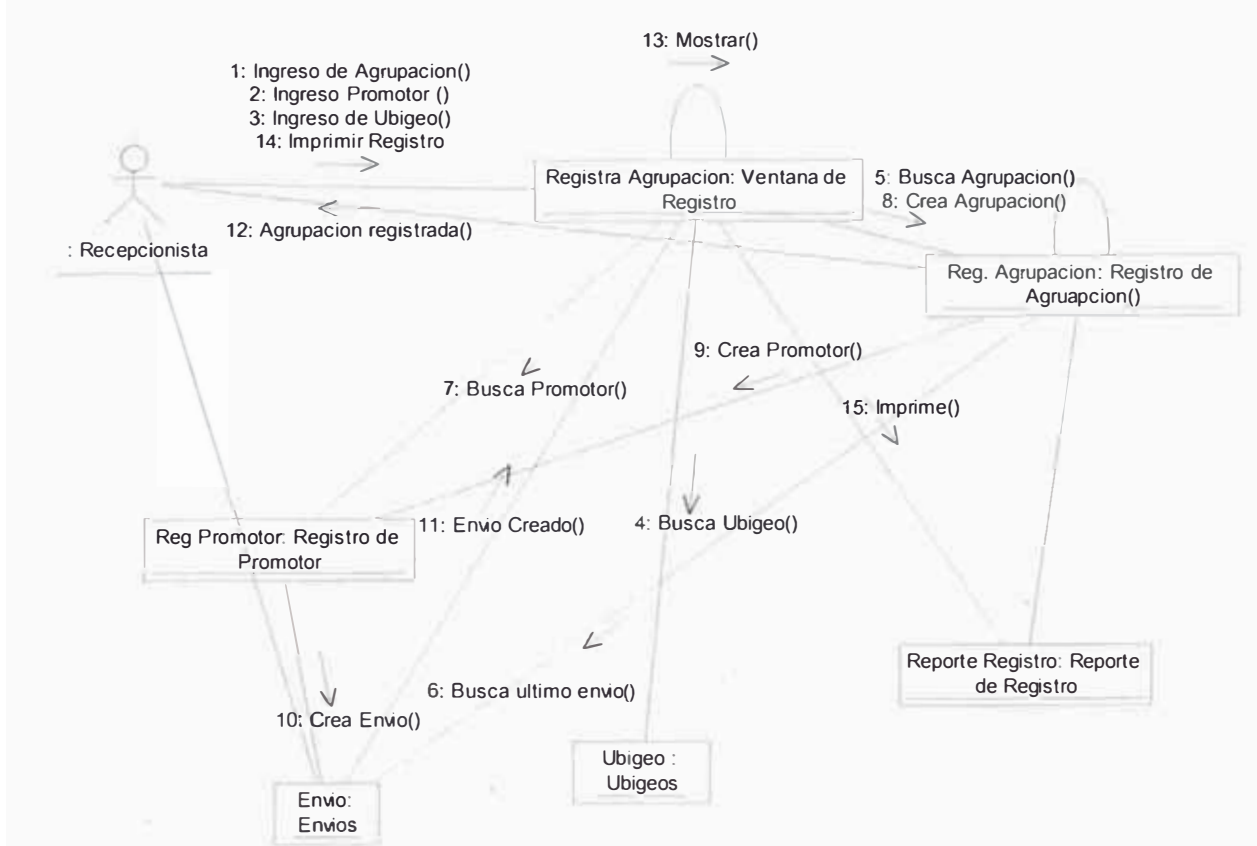 13: Mostrar()
1: Ingreso de Agrupacion()
2: Ingreso Promotor ()
3: Ingreso de Ubigeo()
14: Imprimir Registro
Registra Agrupacion: Ventana de
Registro
5: Busca Agrupacion()
8: Crea Agrupacion()
12: Agrupacion registrada()
: Recepcionista
Reg. Agrupacion: Registro de
Agruapcion()
9: Crea Promotor()
7: Busca Promotor()
15: Imprime()
11: Envio Creado()
4: Busca Ubigeo()
Reg Promotor: Registro de
Promotor
6: Busca ultimo envio()
10: Crea Envio()
Reporte Registro: Reporte
de Registro
Ubigeo :
Ubigeos
Envio:
Envios